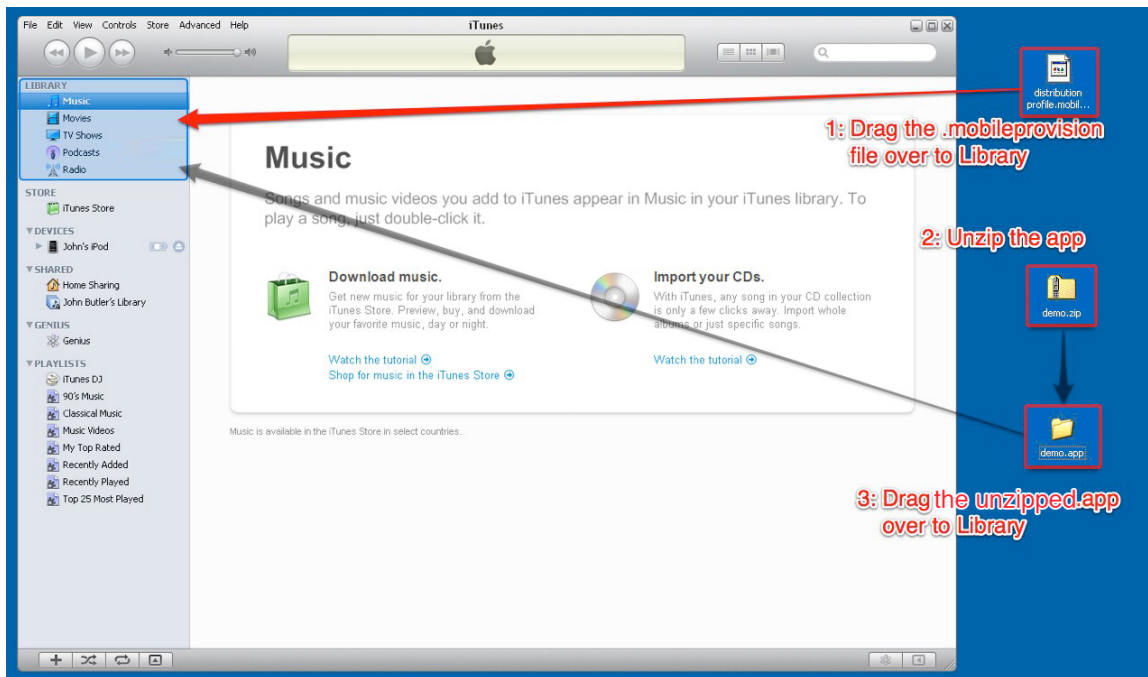 File Edit View Controls Store Advanced Help
iTunes
LIBRARY
Music
Movies
TV Shows
Podcasts
Radio
STORE
iTunes Store
DEVICES
John's iPod
SHARED
Home Sharing
John Butler's Library
GENIUS
Genius
PLAYLISTS
iTunes DJ
90's Music
Classical Music
Music Videos
My Top Rated
Recently Added
Recently Played
Top 25 Most Played
Music
Songs and music videos you add to iTunes appear in Music in your iTunes library. To
play a song, just double-click it.
Download music.
Get new music for your library from the
iTunes Store. Preview, buy, and download
your favorite music, day or night.
Watch the tutorial
Shop for music in the iTunes Store
Import your CDs.
With iTunes, any song in your CD collection
is only a few clicks away. Import whole
albums or just specific songs.
Watch the tutorial
Music is available in the iTunes Store in select countries.
distribution
profile.mobil...
1: Drag the .mobileprovision
file over to Library
2: Unzip the app
demo.zip
demo.app
3: Drag the unzipped.app
over to Library